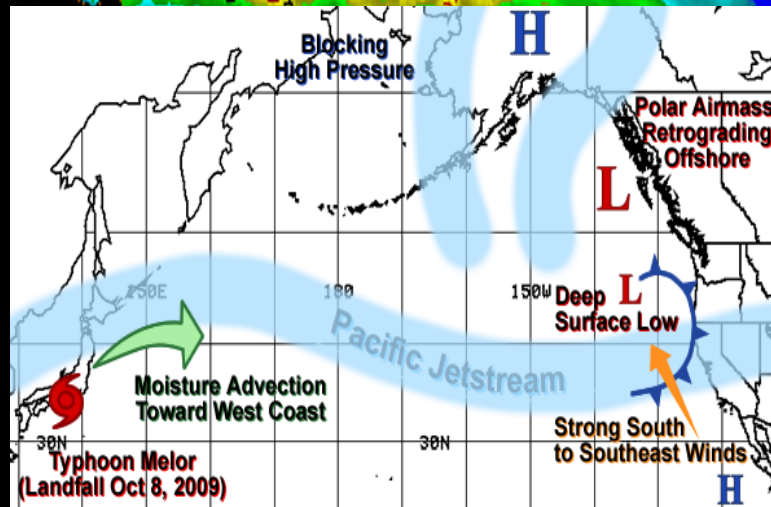 Blocking
High Pressure
H
Polar Airmass
Retrograding
Offshore
L
150E
180
150W
Deep
Surface Low
L
Pacific Jetstream
Moisture Advection
Toward West Coast
30N
30N
Strong South
to Southeast Winds
Typhoon Melor
(Landfall Oct 8, 2009)
H